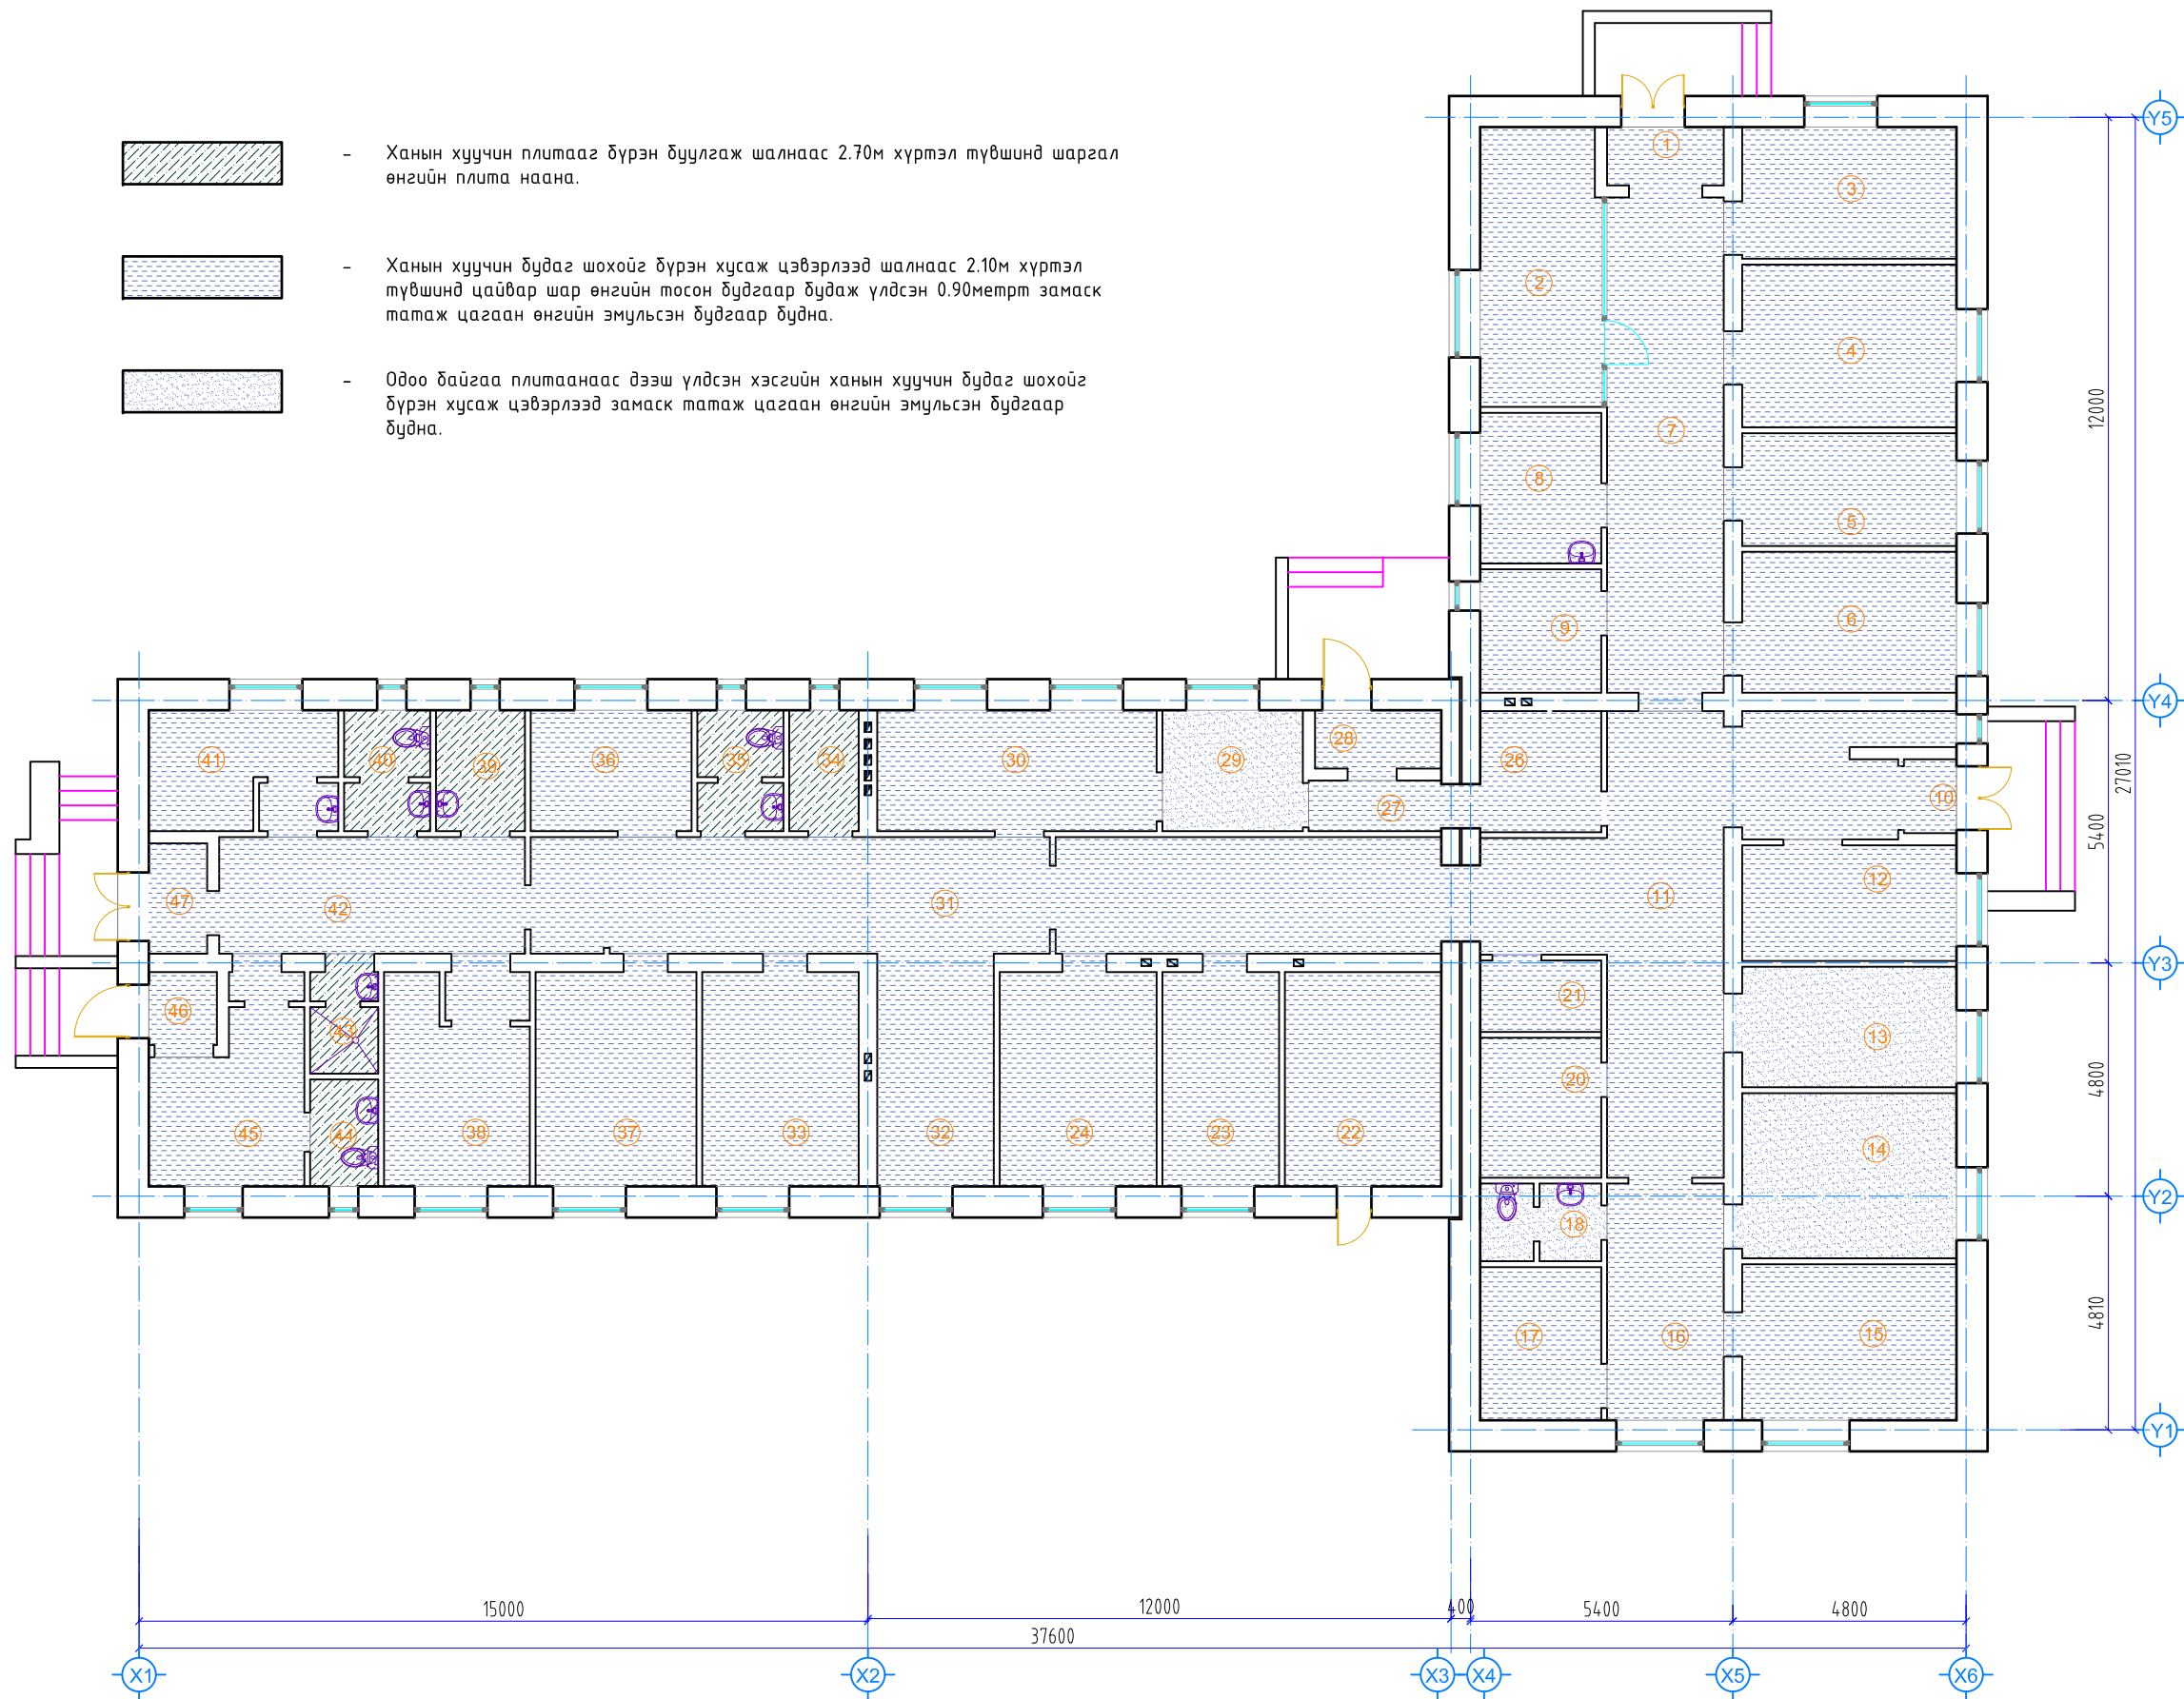 - Ханын хуучин плитааг бүрэн буулгаж шалнаас 2.70м хүртэл түвшинд шаргал
өнгийн плита наана.
- Ханын хуучин будаг шохойг бүрэн хусаж цэвэрлээд шалнаас 2.10м хүртэл
түвшинд цайвар шар өнгийн тосон будгаар будаж үлдсэн 0.90метрт замаск
татаж цагаан өнгийн эмульсэн будгаар будна.
- Одоо байгаа плитаанаас дээш үлдсэн хэсгийн ханын хуучин будаг шохойг
бүрэн хусаж цэвэрлээд замаск татаж цагаан өнгийн эмульсэн будгаар
будна.
Y5
1
3
2
4
12000
7
8
5
6
9
Y4
41
40
39
36
35
34
30
29
28
26
27
10
27010
5400
47
42
31
11
12
Y3
46
43
21
13
20
4800
45
44
38
37
33
32
24
23
22
14
Y2
18
17
16
15
4810
Y1
15000
12000
400
5400
4800
37600
X1
X2
X3
X4
X5
X6